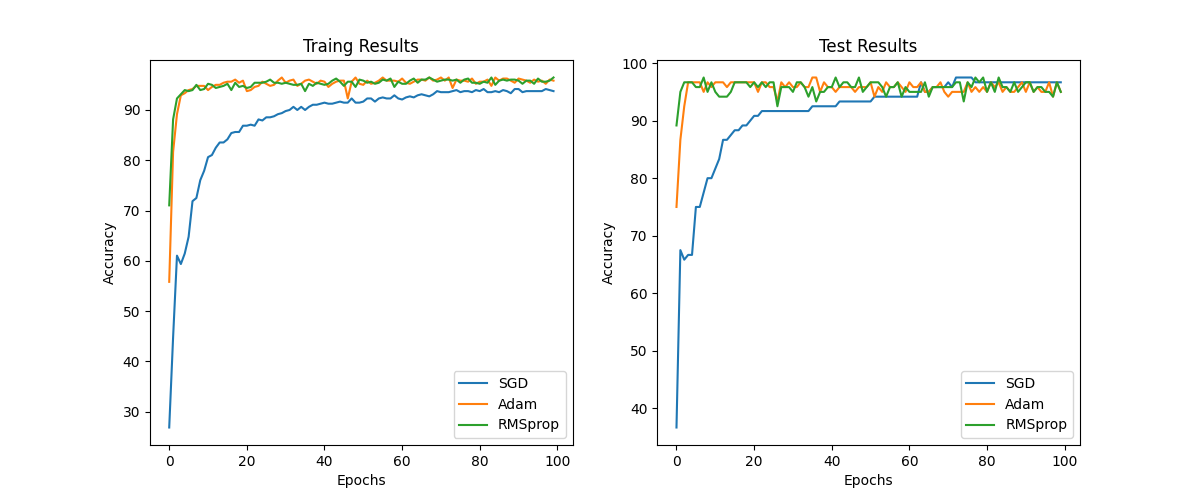 Traing Results
Accuracy
90
80
70
60
50
40
30
0 20 40 60 80 100
Epochs
SGD
Adam
RMSprop
Test Results
Accuracy
100
90
80
70
60
50
40
0 20 40 60 80 100
Epochs
SGD
Adam
RMSprop